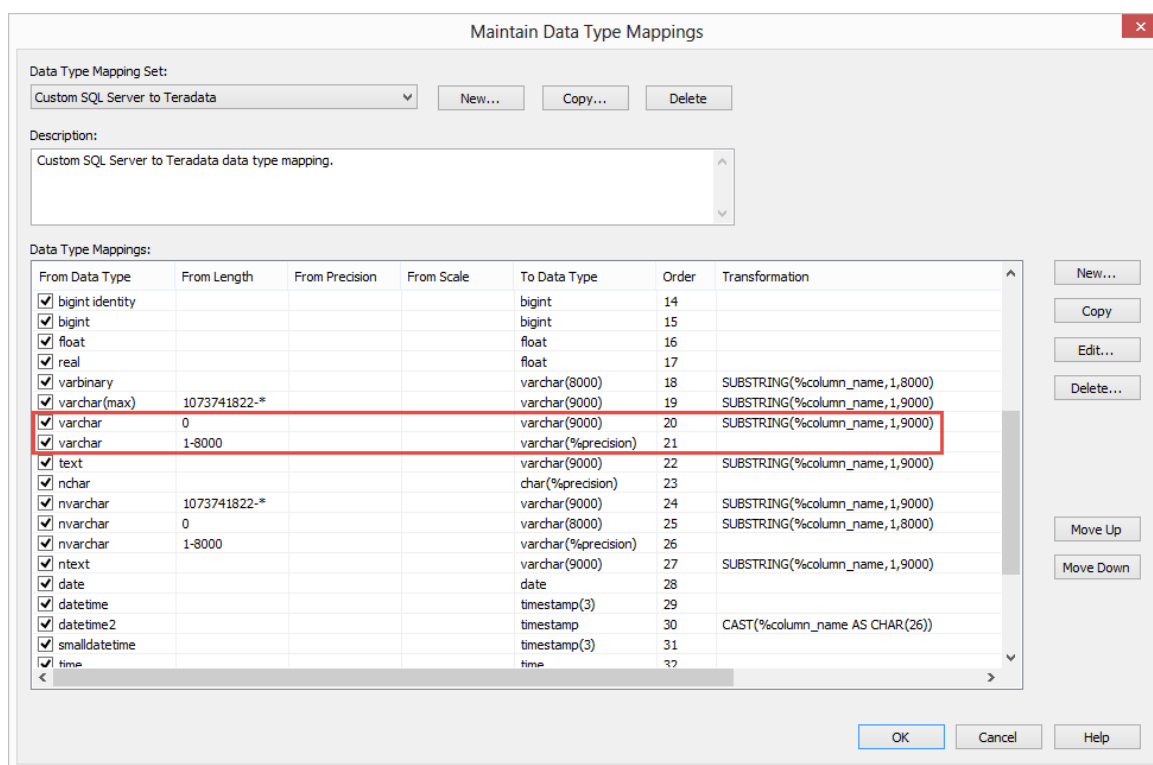 Maintain Data Type Mappings
Data Type Mapping Set:
Custom SQL Server to Teradata New... Copy... Delete
Description:
Custom SQL Server to Teradata data type mapping.
Data Type Mappings:
From Data Type From Length From Precision From Scale To Data Type Order Transformation
bigint identity bigint 14
bigint bigint 15
float float 16
real float 17
varbinary varchar(8000) 18 SUBSTRING(%column_name,1,8000)
varchar(max) 1073741822-* varchar(9000) 19 SUBSTRING(%column_name,1,9000)
varchar 0 varchar(9000) 20 SUBSTRING(%column_name,1,9000)
varchar 1-8000 varchar(%precision) 21
text varchar(9000) 22 SUBSTRING(%column_name,1,9000)
nchar char(%precision) 23
nvarchar 1073741822-* varchar(9000) 24 SUBSTRING(%column_name,1,9000)
nvarchar 0 varchar(8000) 25 SUBSTRING(%column_name,1,8000)
nvarchar 1-8000 varchar(%precision) 26
ntext varchar(9000) 27 SUBSTRING(%column_name,1,9000)
date date 28
datetime timestamp(3) 29
datetime2 timestamp 30 CAST(%column_name AS CHAR(26))
smalldatetime timestamp(3) 31
time time 32
New...
Copy
Edit...
Delete...
Move Up
Move Down
OK Cancel Help